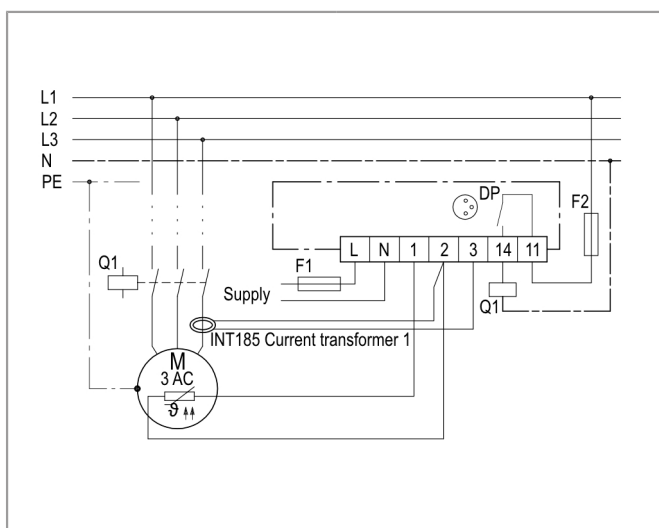 L1
L2
L3
N
PE
DP
F2
L N 1 2 3 14 11
Q1
F1
Supply
Q1
INT185 Current transformer 1
M
3 AC
ϑ